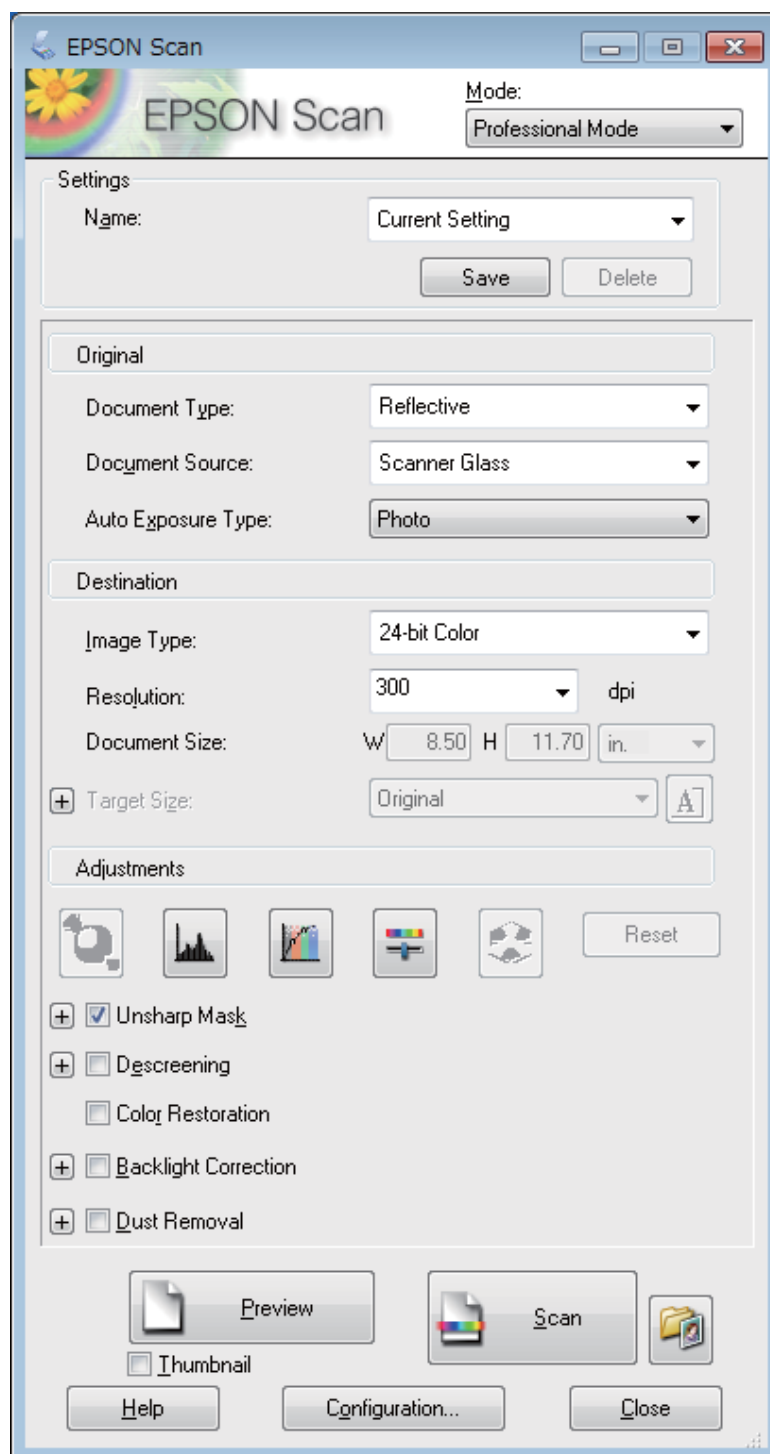 EPSON Scan
EPSON Scan
Mode:
Professional Mode
Settings
Name: Current Setting
Save Delete
Original
Document Type: Reflective
Document Source: Scanner Glass
Auto Exposure Type: Photo
Destination
Image Type: 24-bit Color
Resolution: 300 dpi
Document Size: W 8.50 H 11.70 in.
Target Size: Original A
Adjustments
Reset
Unsharp Mask
Descreening
Color Restoration
Backlight Correction
Dust Removal
Preview Scan
Thumbnail
Help Configuration... Close